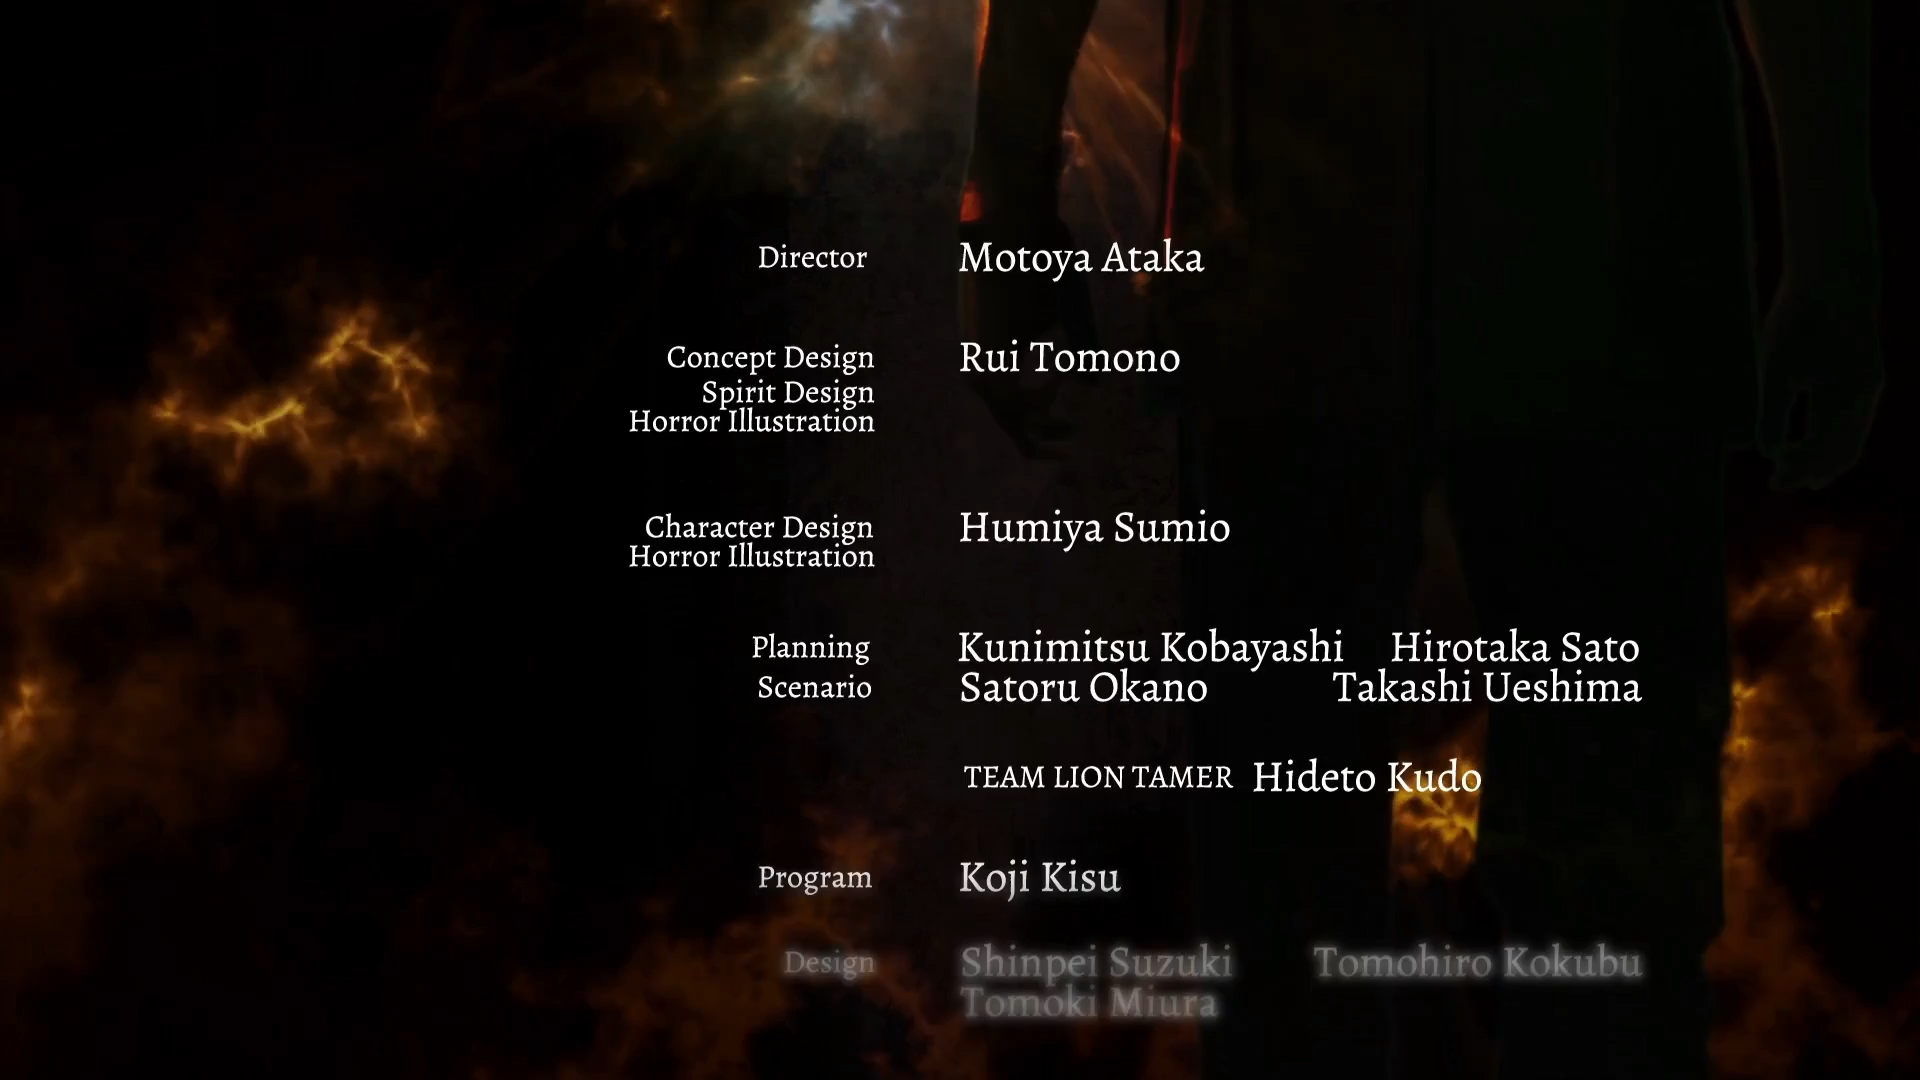 Director Motoya Ataka
Concept Design Rui Tomono
Spirit Design
Horror Illustration
Character Design Humiya Sumio
Horror Illustration
Planning Kunimitsu Kobayashi Hirotaka Sato
Scenario Satoru Okano Takashi Ueshima
TEAM LION TAMER Hideto Kudo
Program Koji Kisu
Design Shinpei Suzuki Tomohiro Kokubu
Tomoki Miura